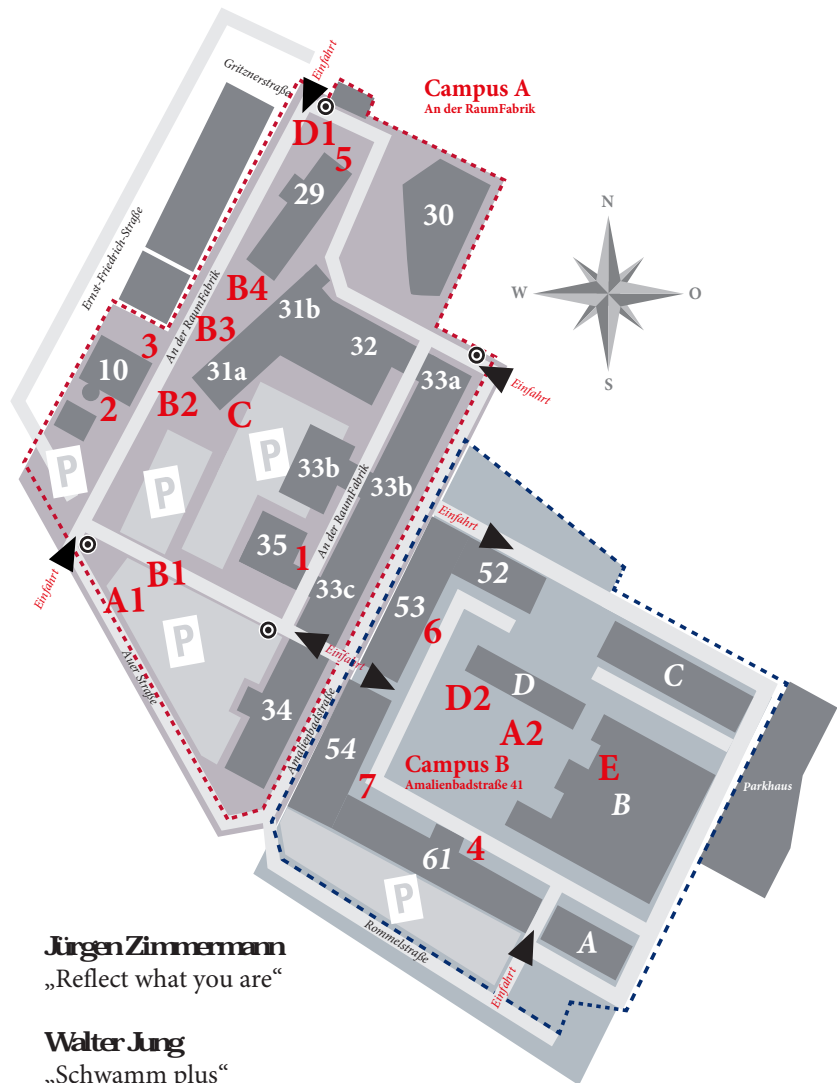 Einfahrt
Gritznerstraße
Campus A
An der RaumFabrik
D1
5
29
30
N
W
O
S
Ernst-Friedrich-Straße
An der RaumFabrik
B4
31b
B3
3
32
10
31a
33a
Einfahrt
2
B2
C
P
P
P
33b
33b
An der RaumFabrik
Einfahrt
35
1
52
Einfahrt
B1
A1
33c
53
6
P
Auer Straße
Einfahrt
D
C
34
Amalienbadstraße
D2
A2
54
Campus B
Amalienbadstraße 41
E
7
B
Parkhaus
61
4
P
Rommelstraße
A
Einfahrt
Jürgen Zimmermann
„Reflect what you are“
Walter Jung
„Schwamm plus“